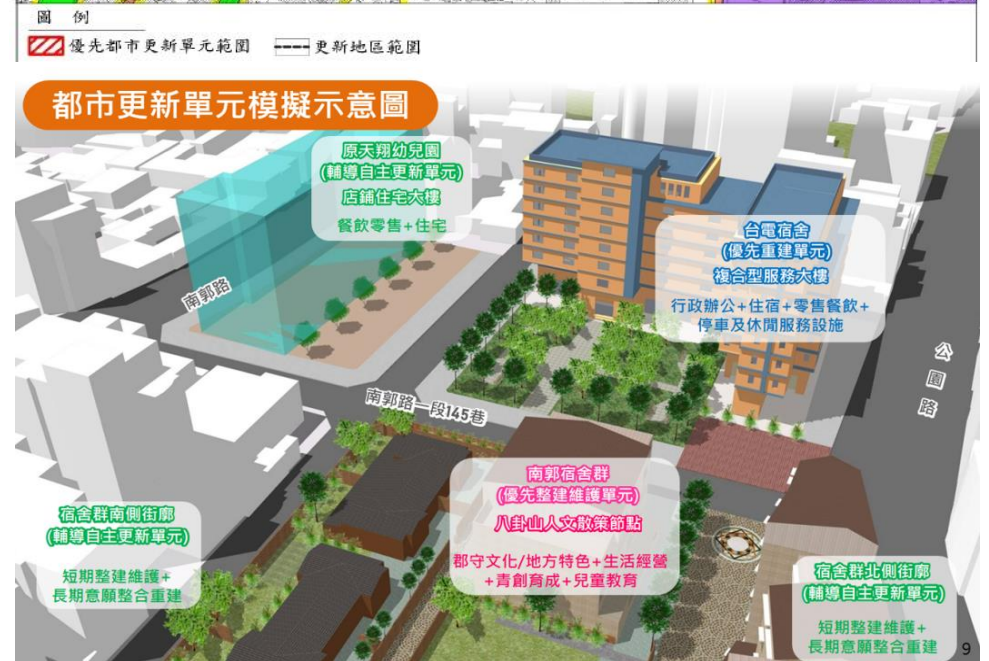 圖 例
優先都市更新單元範圍
更新地區範圍
都市更新單元模擬示意圖
原天翔幼兒園
(輔導自主更新單元)
店鋪住宅大樓
餐飲零售+住宅
台電宿舍
(優先重建單元)
複合型服務大樓
行政辦公+住宿+零售餐飲+
停車及休閒服務設施
南郭路
公園路
南郭路一段145巷
南郭宿舍群
(優先整建維護單元)
八卦山人文散策節點
郡守文化/地方特色+生活經營
+青創育成+兒童教育
宿舍群南側街廓
(輔導自主更新單元)
短期整建維護+
長期意願整合重建
宿舍群北側街廓
(輔導自主更新單元)
短期整建維護+
長期意願整合重建
9